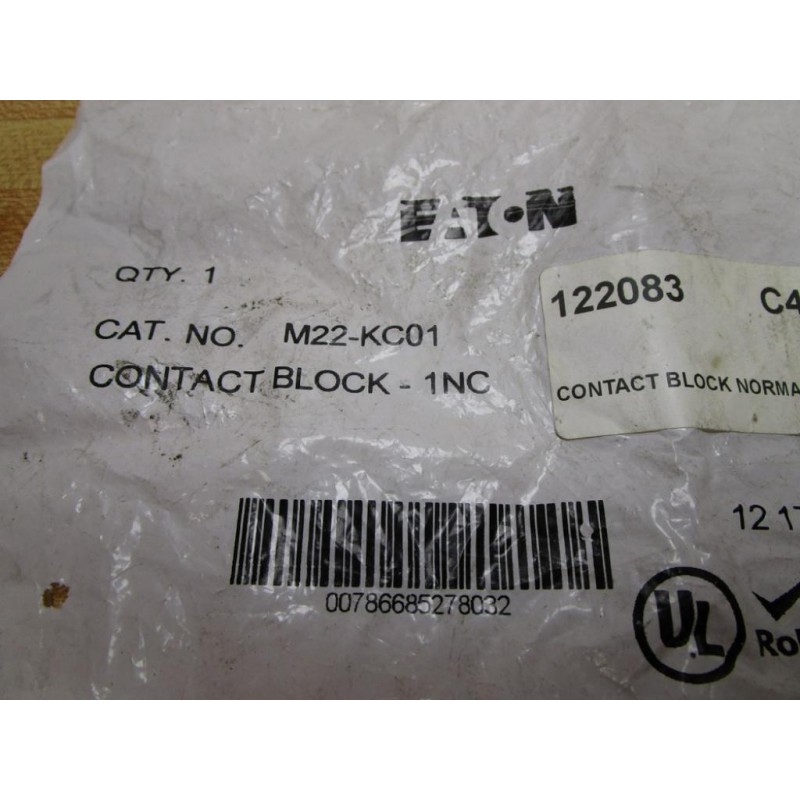 EATON
QTY. 1
CAT. NO. M22-KC01
CONTACT BLOCK - 1NC
122083 C4
CONTACT BLOCK NORMA
12 17
00786685278032
UL
RoH